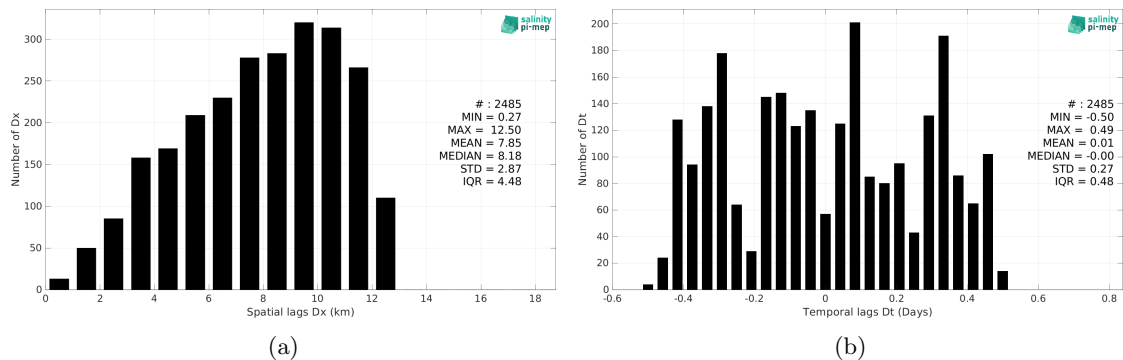 salinity
pi-mep
300
250
200
150
100
50
0
Number of Dx
# : 2485
MIN = 0.27
MAX = 12.50
MEAN = 7.85
MEDIAN = 8.18
STD = 2.87
IQR = 4.48
0 2 4 6 8 10 12 14 16 18
Spatial lags Dx (km)
(a)
salinity
pi-mep
200
180
160
140
120
100
80
60
40
20
0
Number of Dt
# : 2485
MIN = -0.50
MAX = 0.49
MEAN = 0.01
MEDIAN = -0.00
STD = 0.27
IQR = 0.48
-0.6 -0.4 -0.2 0 0.2 0.4 0.6 0.8
Temporal lags Dt (Days)
(b)